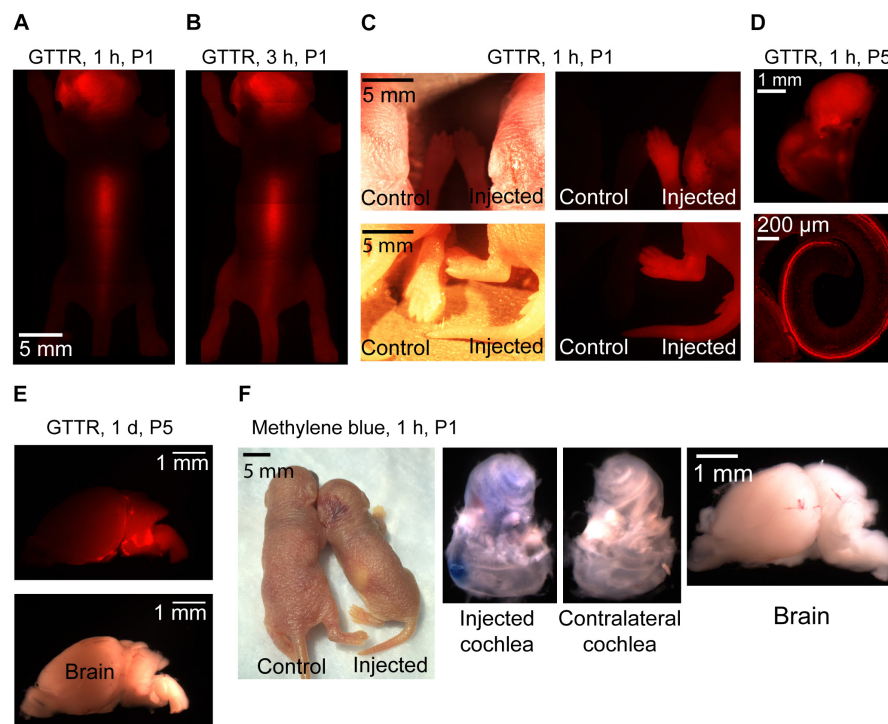 A
GTTR, 1 h, P1
5 mm
B
GTTR, 3 h, P1
C
GTTR, 1 h, P1
5 mm
Control
Injected
Control
Injected
5 mm
Control
Injected
Control
Injected
D
GTTR, 1 h, P5
1 mm
200 µm
E
GTTR, 1 d, P5
1 mm
1 mm
Brain
F
Methylene blue, 1 h, P1
5 mm
Control
Injected
Injected
cochlea
Contralateral
cochlea
1 mm
Brain